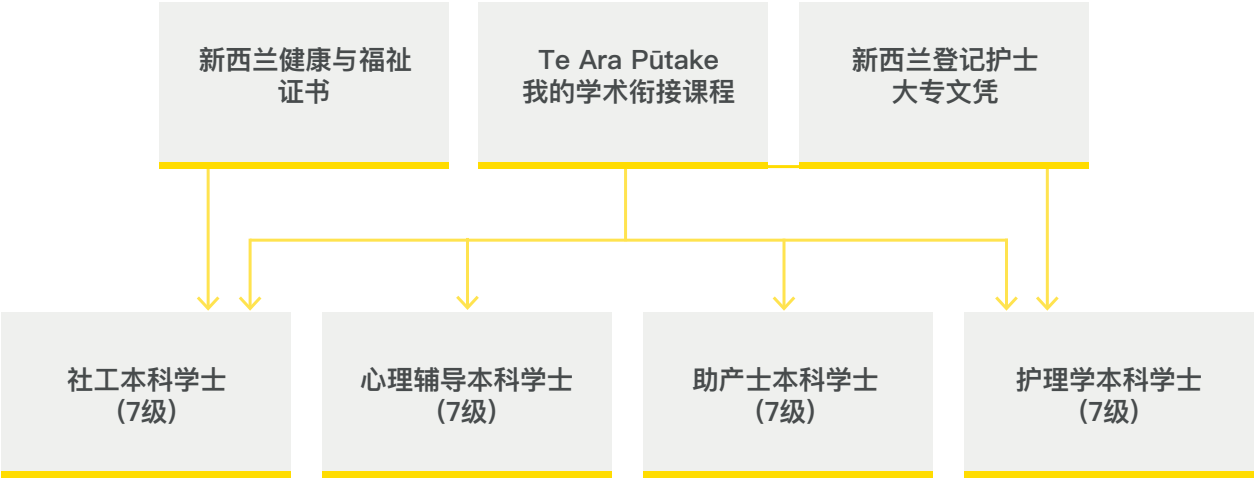 新西兰健康与福祉
证书
Te Ara Pūtake
我的学术衔接课程
新西兰登记护士
大专文凭
社工本科学士
(7级)
心理辅导本科学士
(7级)
助产士本科学士
(7级)
护理学本科学士
(7级)